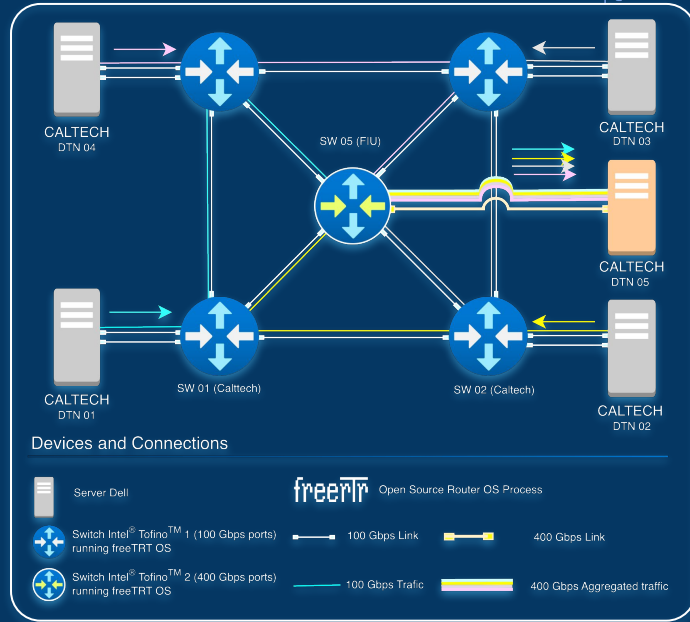 SW 05 (FIU)
CALTECH
DTN 04
CALTECH
DTN 03
CALTECH
DTN 05
SW 01 (Calttech)
SW 02 (Caltech)
CALTECH
DTN 01
CALTECH
DTN 02
Devices and Connections
Server Dell
freerTr
Open Source Router OS Process
Switch Intel® Tofino™ 1 (100 Gbps ports)
running freeTRT OS
100 Gbps Link
400 Gbps Link
Switch Intel® Tofino™ 2 (400 Gbps ports)
running freeTRT OS
100 Gbps Trafic
400 Gbps Aggregated traffic